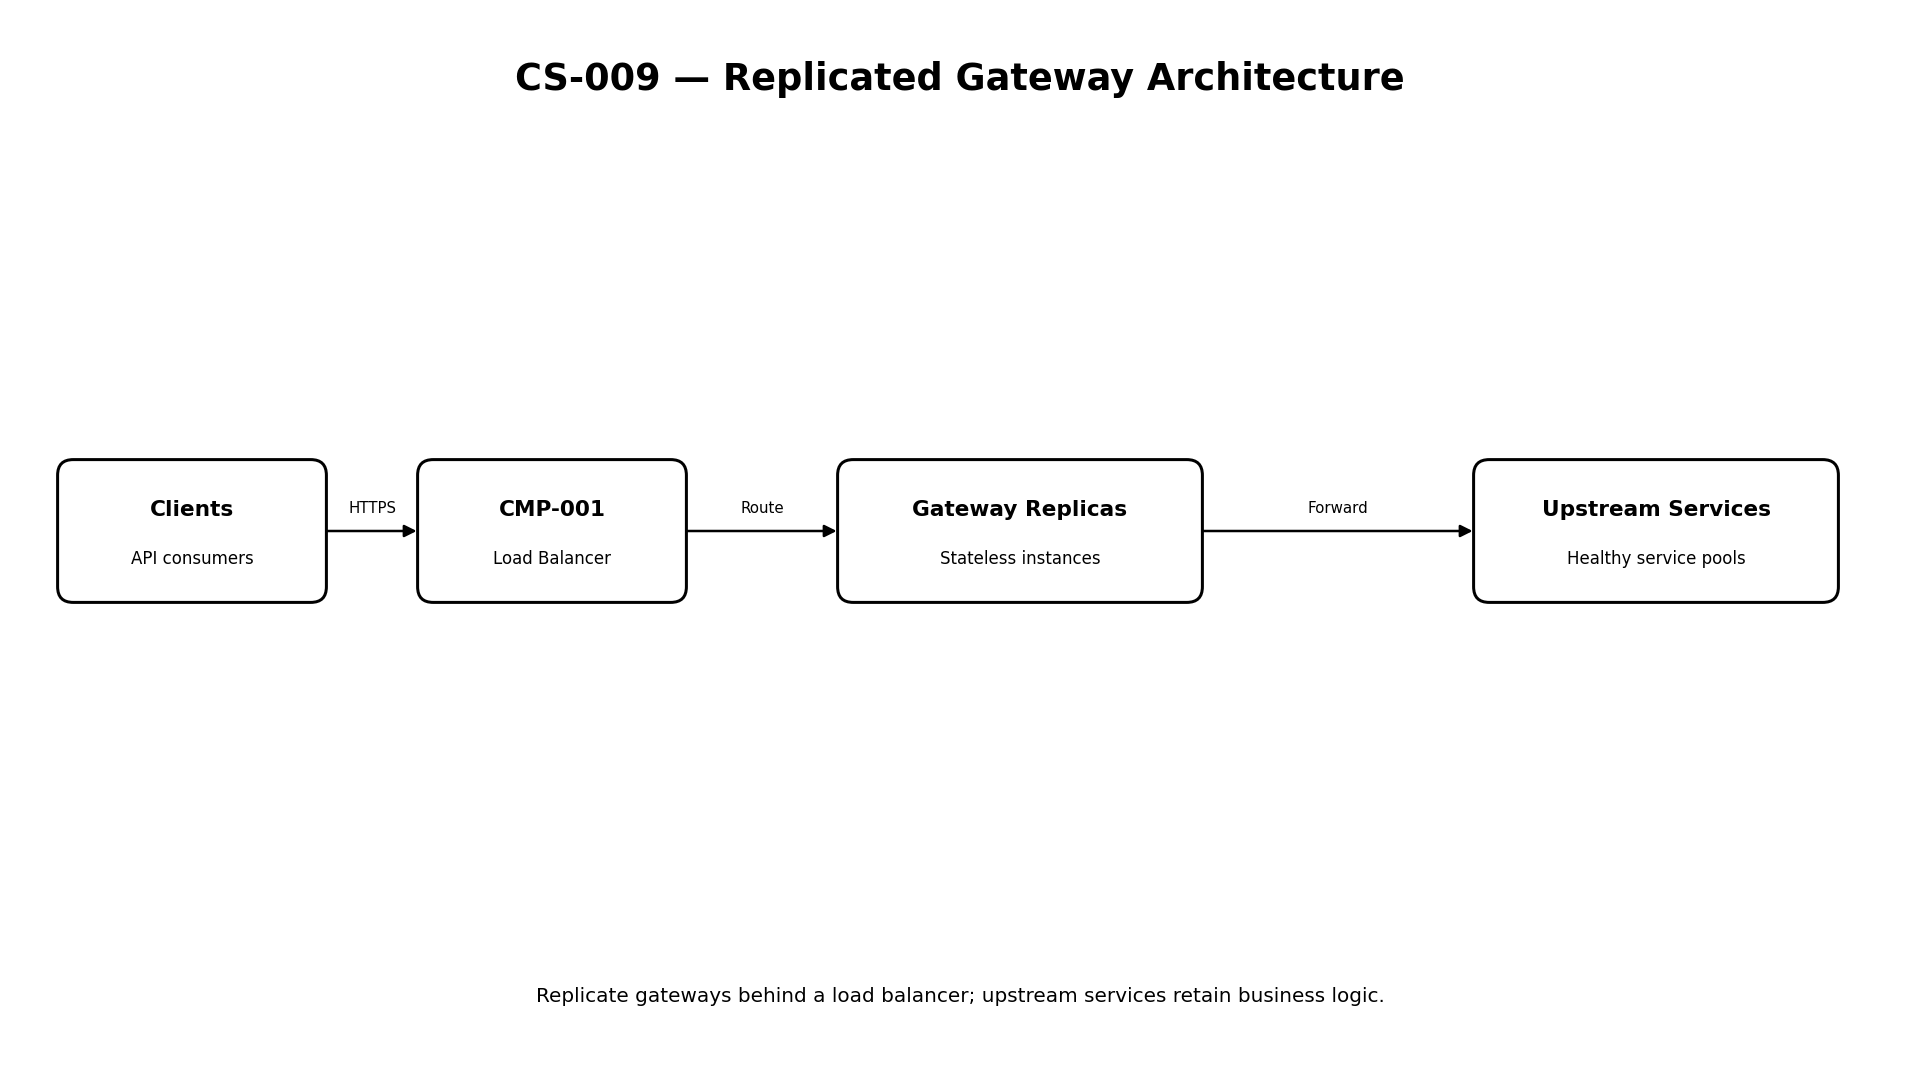 CS-009 — Replicated Gateway Architecture
Clients
API consumers
HTTPS
CMP-001
Load Balancer
Route
Gateway Replicas
Stateless instances
Forward
Upstream Services
Healthy service pools
Replicate gateways behind a load balancer; upstream services retain business logic.